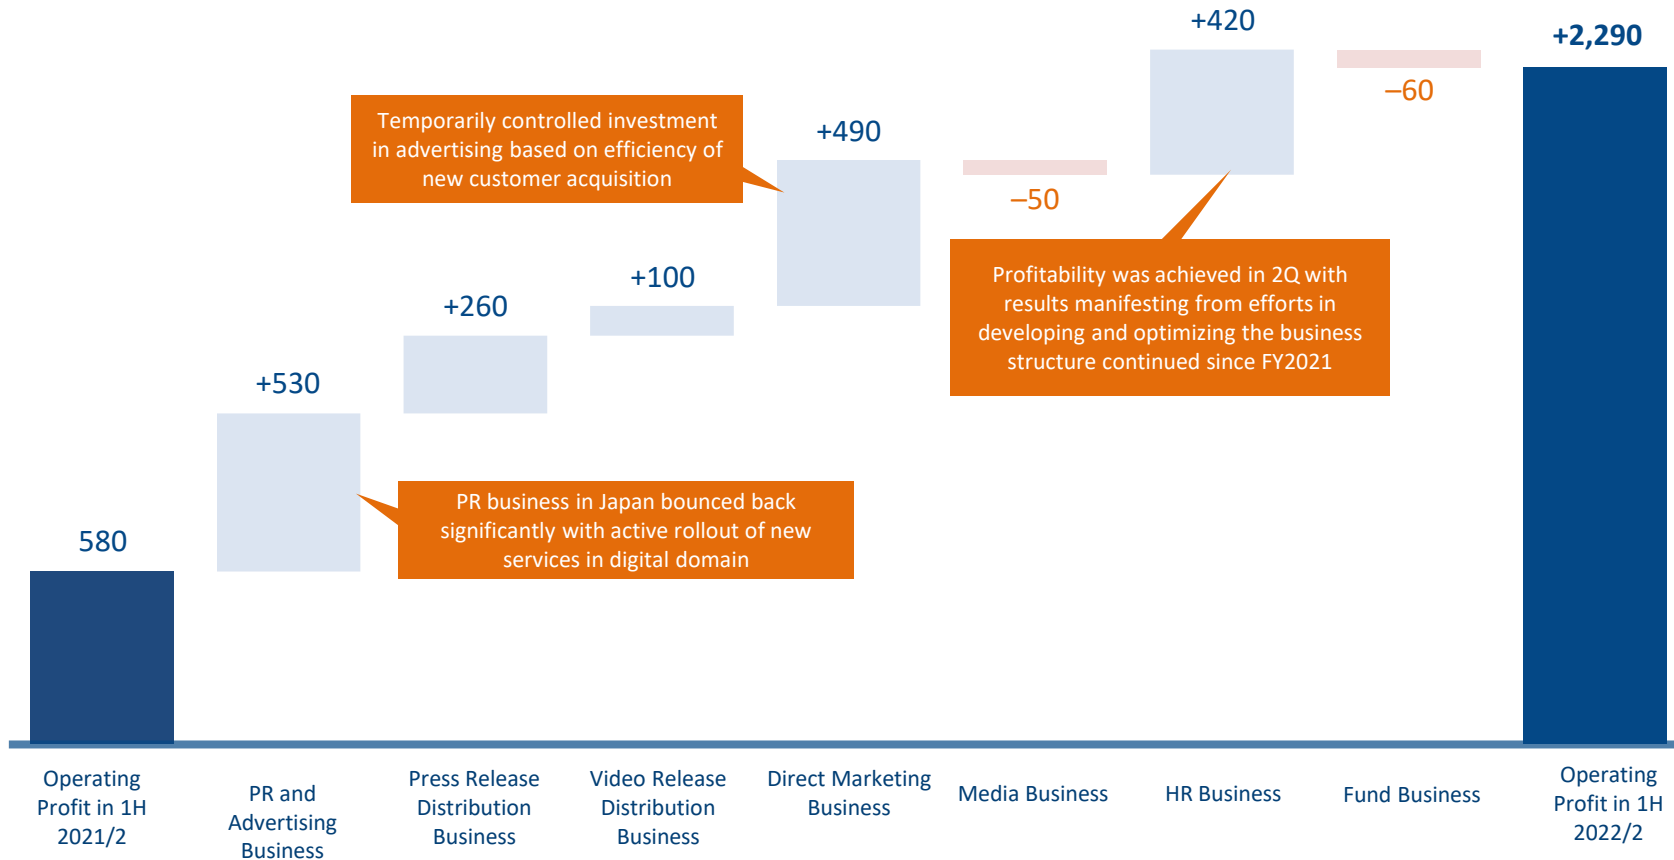 +420
+2,290
–60
Temporarily controlled investment
in advertising based on efficiency of
new customer acquisition
+490
–50
Profitability was achieved in 2Q with
results manifesting from efforts in
developing and optimizing the business
structure continued since FY2021
+100
+260
+530
PR business in Japan bounced back
significantly with active rollout of new
services in digital domain
580
Operating
Profit in 1H
2021/2
PR and
Advertising
Business
Press Release
Distribution
Business
Video Release
Distribution
Business
Direct Marketing
Business
Media Business
HR Business
Fund Business
Operating
Profit in 1H
2022/2